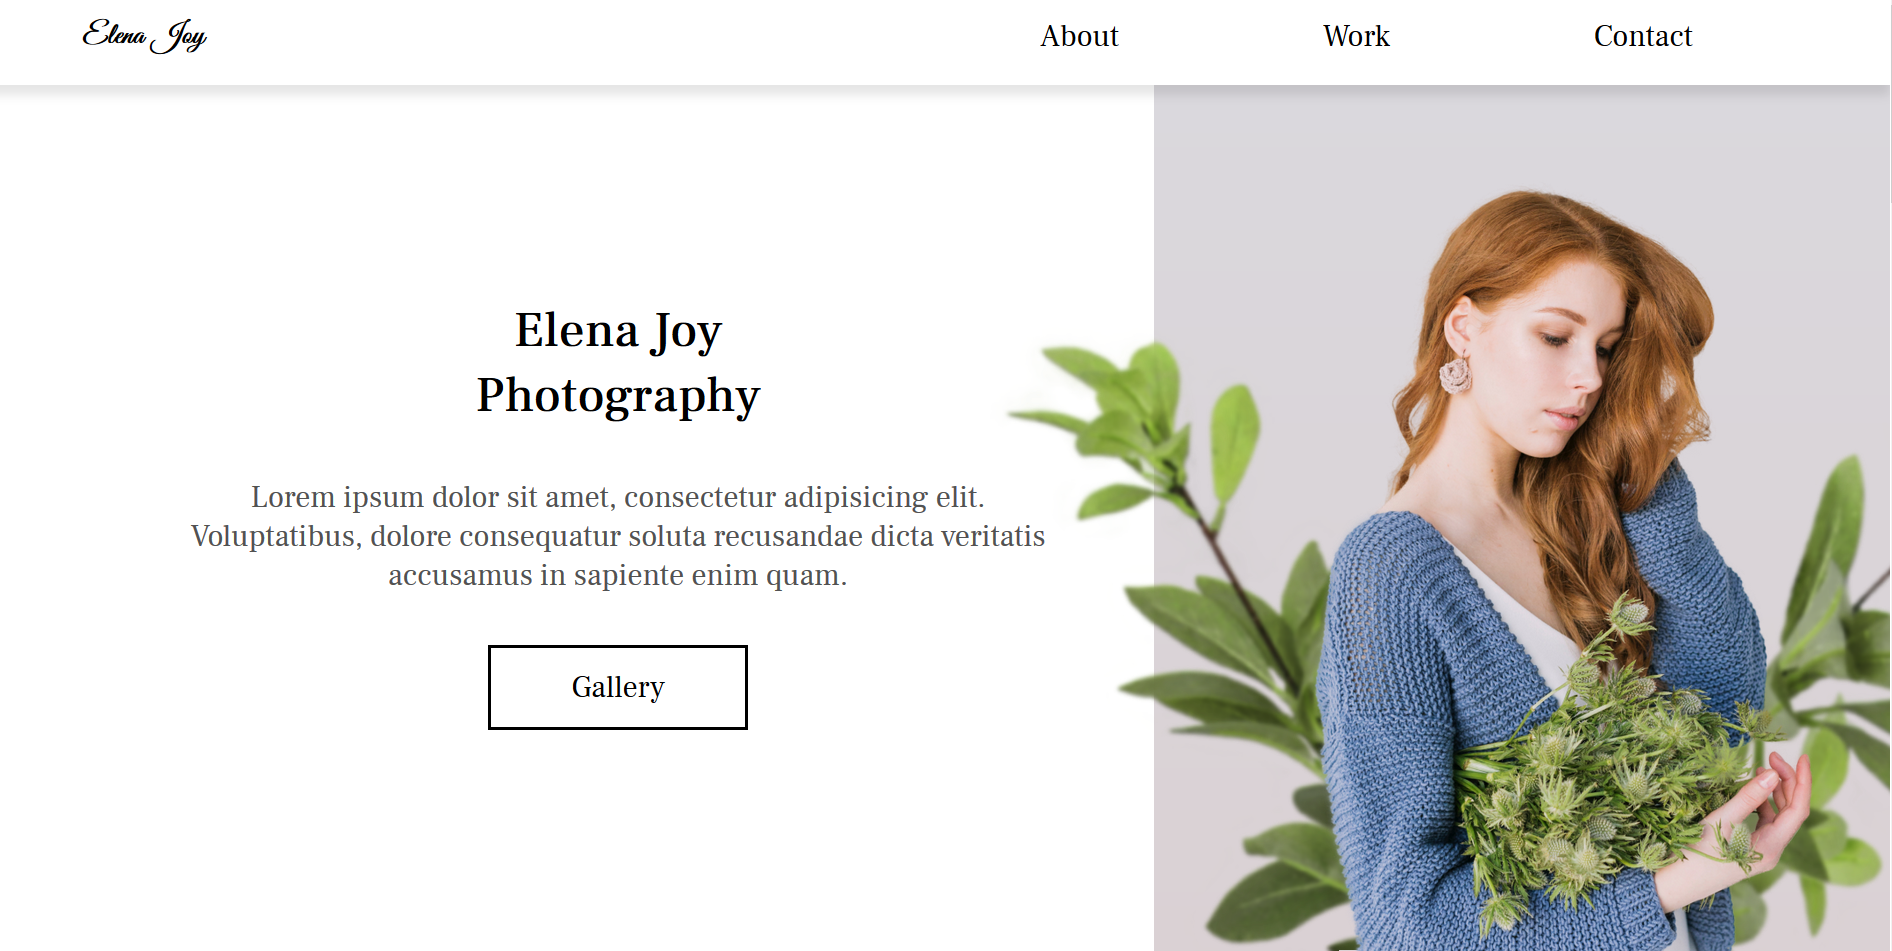 Elena Joy
About
Work
Contact
Elena Joy
Photography
Lorem ipsum dolor sit amet, consectetur adipisicing elit.
Voluptatibus, dolore consequatur soluta recusandae dicta veritatis
accusamus in sapiente enim quam.
Gallery